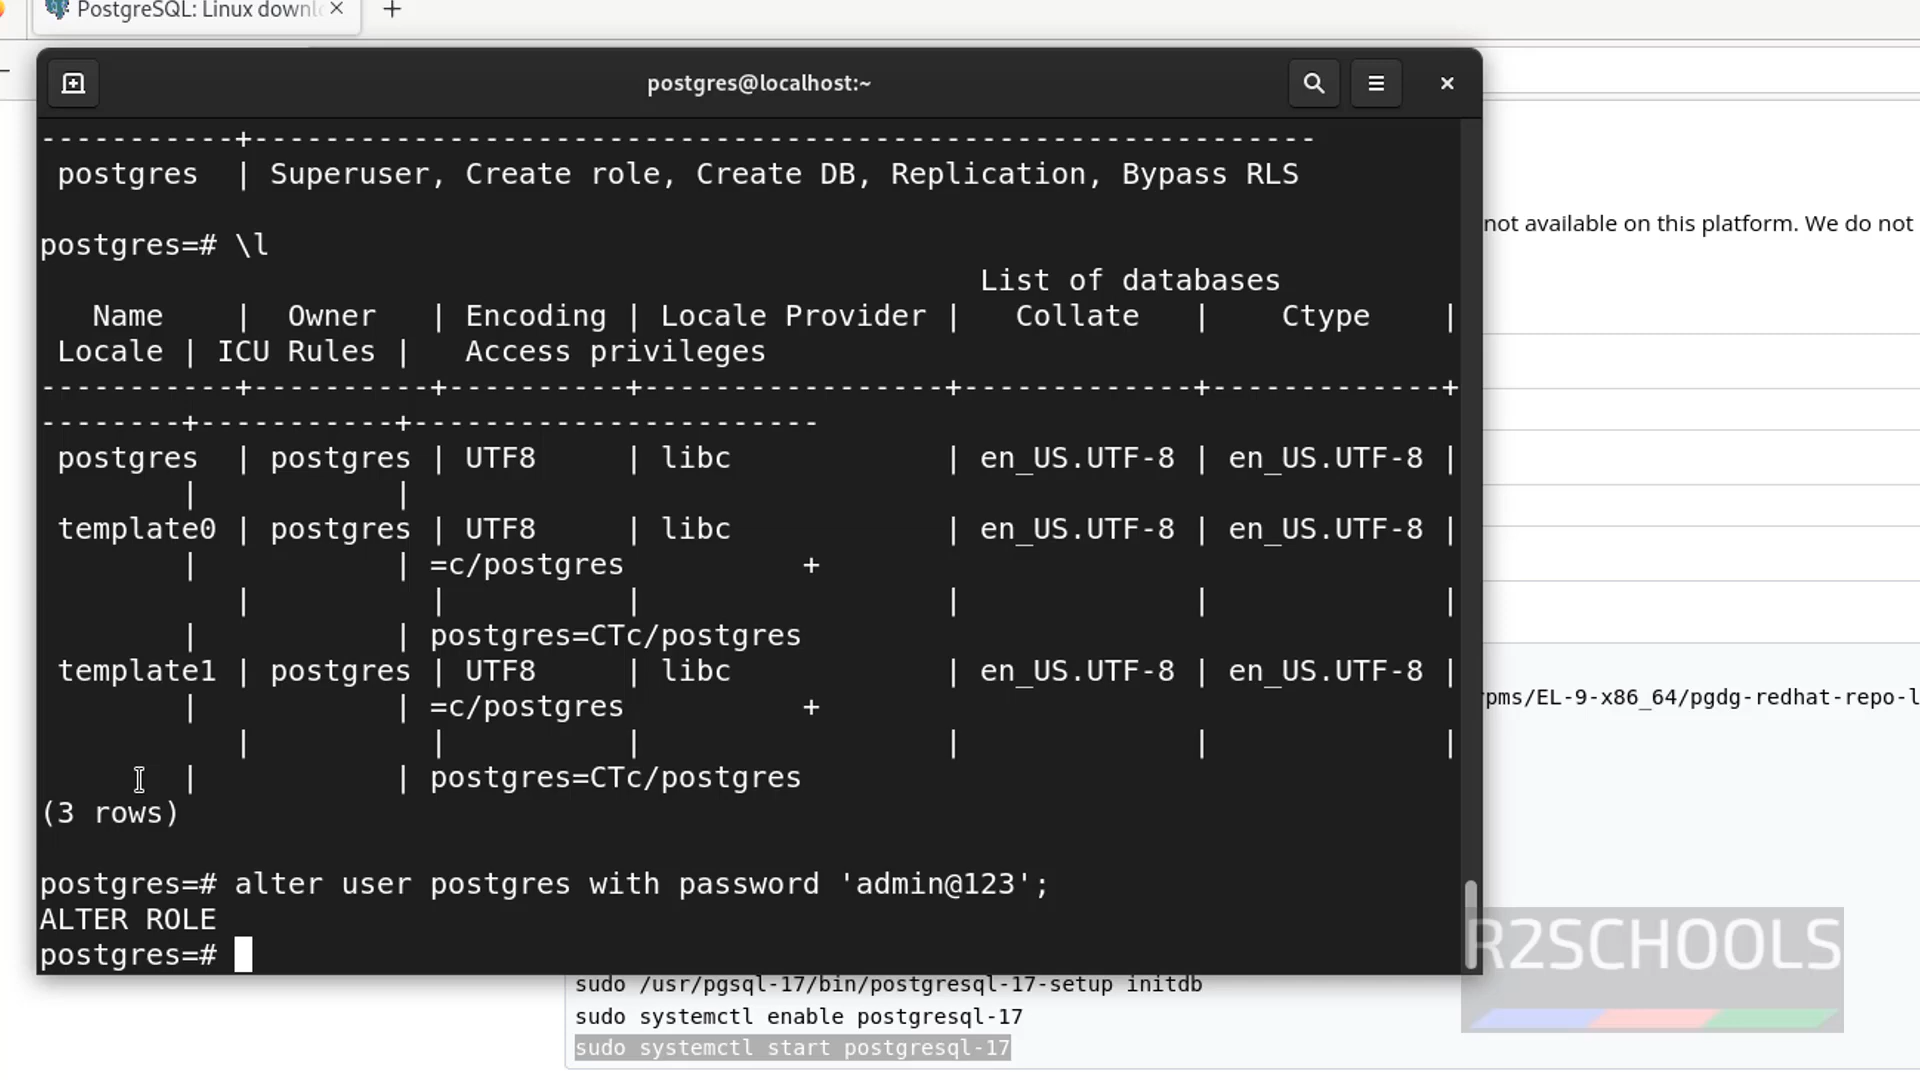 PostgreSQL: Linux downl
postgres@localhost:~
-----------+------------------------------------------------------------
 postgres  | Superuser, Create role, Create DB, Replication, Bypass RLS
postgres=# \l
                                                     List of databases
   Name    |  Owner   | Encoding | Locale Provider |   Collate   |    Ctype    |
 Locale | ICU Rules |   Access privileges
-----------+----------+----------+-----------------+-------------+-------------+
--------+-----------+-----------------------
 postgres  | postgres | UTF8     | libc            | en_US.UTF-8 | en_US.UTF-8 |
        |           |
 template0 | postgres | UTF8     | libc            | en_US.UTF-8 | en_US.UTF-8 |
        |           | =c/postgres          +
           |          |          |                 |             |             |
        |           | postgres=CTc/postgres
 template1 | postgres | UTF8     | libc            | en_US.UTF-8 | en_US.UTF-8 |
        |           | =c/postgres          +
           |          |          |                 |             |             |
        |           | postgres=CTc/postgres
(3 rows)
postgres=# alter user postgres with password 'admin@123';
ALTER ROLE
postgres=#
not available on this platform. We do not
rpms/EL-9-x86_64/pgdg-redhat-repo-l
R2SCHOOLS
sudo /usr/pgsql-17/bin/postgresql-17-setup initdb
sudo systemctl enable postgresql-17
sudo systemctl start postgresql-17